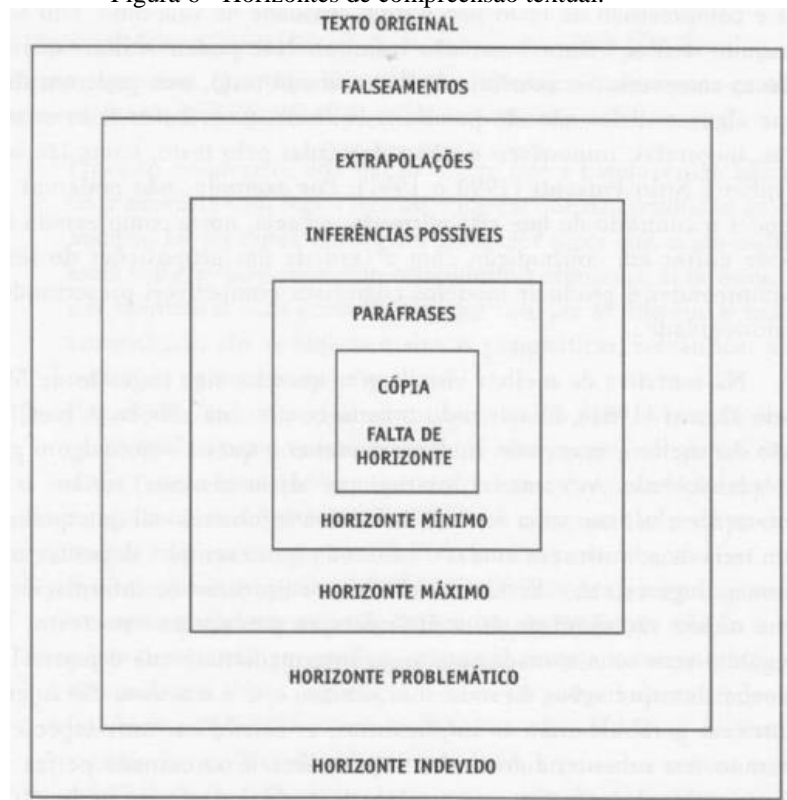 Figura 8 - Horizontes de compreensão textual.
TEXTO ORIGINAL
FALSEAMENTOS
EXTRAPOLAÇÕES
INFERÊNCIAS POSSÍVEIS
PARÁFRASES
CÓPIA
FALTA DE
HORIZONTE
HORIZONTE MÍNIMO
HORIZONTE MÁXIMO
HORIZONTE PROBLEMÁTICO
HORIZONTE INDEVIDO